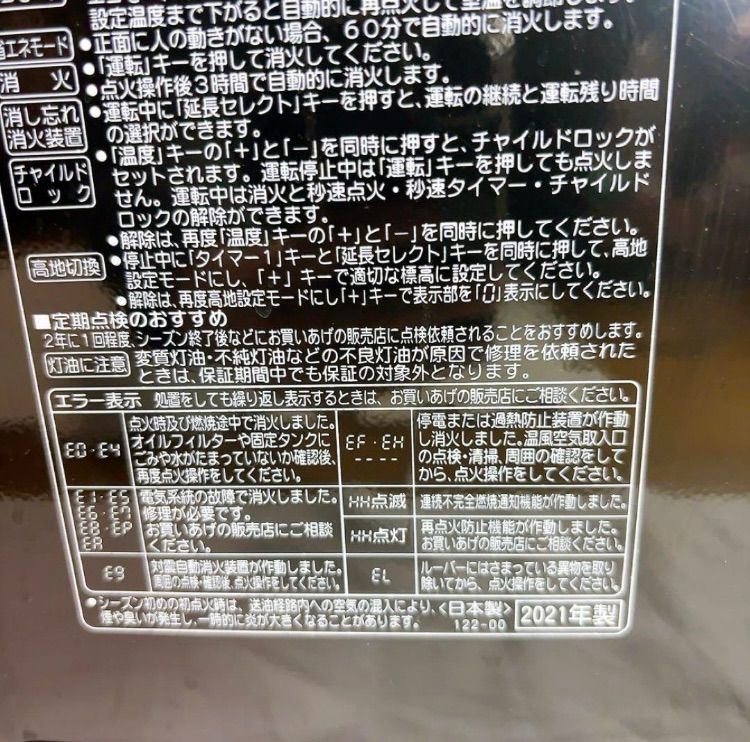 設定温度まで下がると自動的に再点火して室温を調節します。
省エネモード
●正面に人の動きがない場合、60分で自動的に消火します。
消 火
●「運転」キーを押して消火してください。
消し忘れ
消火装置
●点火操作後3時間で自動的に消火します。
●運転中に「延長セレクト」キーを押すと、運転の継続と運転残り時間
の選択ができます。
チャイルド
ロック
●「温度」キーの「+」と「−」を同時に押すと、チャイルドロックが
セットされます。運転停止中は「運転」キーを押しても点火しま
せん。運転中は消火と秒速点火・秒速タイマー・チャイルド
ロックの解除ができます。
●解除は、再度「温度」キーの「+」と「−」を同時に押してください。
高地切換
●停止中に「タイマー1」キーと「延長セレクト」キーを同時に押して、高地
設定モードにし、「+」キーで適切な標高に設定してください。
●解除は、再度高地設定モードにし「+」キーで表示部を「0」表示にしてください。
■定期点検のおすすめ
2年に1回程度、シーズン終了後などにお買いあげの販売店に点検依頼されることをおすすめします。
灯油に注意
変質灯油・不純灯油などの不良灯油が原因で修理を依頼された
ときは、保証期間中でも保証の対象外となります。
エラー表示 処置をしても繰り返し表示するときは、お買いあげの販売店にご相談ください。
E0・E4
点火時及び燃焼途中で消火しました。
オイルフィルターや固定タンクに
ごみや水がたまっていないか確認後、
再度点火操作をしてください。
EF・EH
----
停電または過熱防止装置が作動
し消火しました。温風空気取入口
の点検・清掃、周囲の確認をして
から、点火操作をしてください。
E1・E5
E6・E7
E8・EP
EA
電気系統の故障で消火しました。
修理が必要です。
お買いあげの販売店にご相談
ください。
HH点滅
連続不完全燃焼通知機能が作動しました。
HH点灯
再点火防止機能が作動しました。
お買いあげの販売店にご相談ください。
E9
対震自動消火装置が作動しました。
周囲の点検・確認後、点火操作をしてください。
EL
ルーバーにはさまっている異物を取り
除いてから、点火操作をしてください。
●シーズン初めの初点火時は、送油経路内への空気の混入により、
煙や臭いが発生し、一時的に炎が大きくなることがあります。
<日本製>
122-00
2021年製